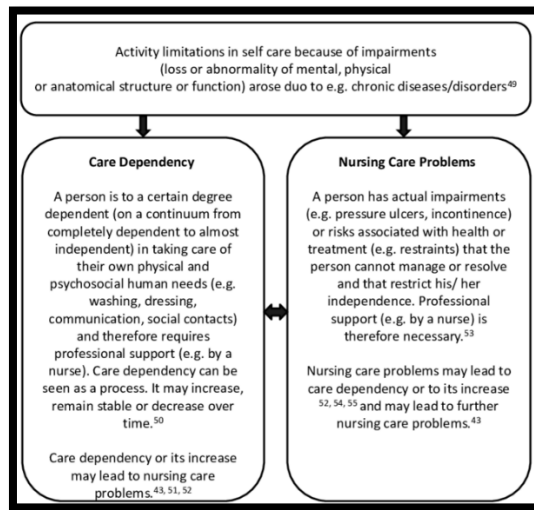 Activity limitations in self care because of impairments
(loss or abnormality of mental, physical
or anatomical structure or function) arose duo to e.g. chronic diseases/disorders⁴⁹
Care Dependency
A person is to a certain degree
dependent (on a continuum from
completely dependent to almost
independent) in taking care of
their own physical and
psychosocial human needs (e.g.
washing, dressing,
communication, social contacts)
and therefore requires
professional support (e.g. by a
nurse). Care dependency can be
seen as a process. It may increase,
remain stable or decrease over
time.⁵⁰
Care dependency or its increase
may lead to nursing care
problems.⁴³, ⁵¹, ⁵²
Nursing Care Problems
A person has actual impairments
(e.g. pressure ulcers, incontinence)
or risks associated with health or
treatment (e.g. restraints) that the
person cannot manage or resolve
and that restrict his/ her
independence. Professional
support (e.g. by a nurse) is
therefore necessary.⁵³
Nursing care problems may lead to
care dependency or to its increase
⁵², ⁵⁴, ⁵⁵ and may lead to further
nursing care problems.⁴³